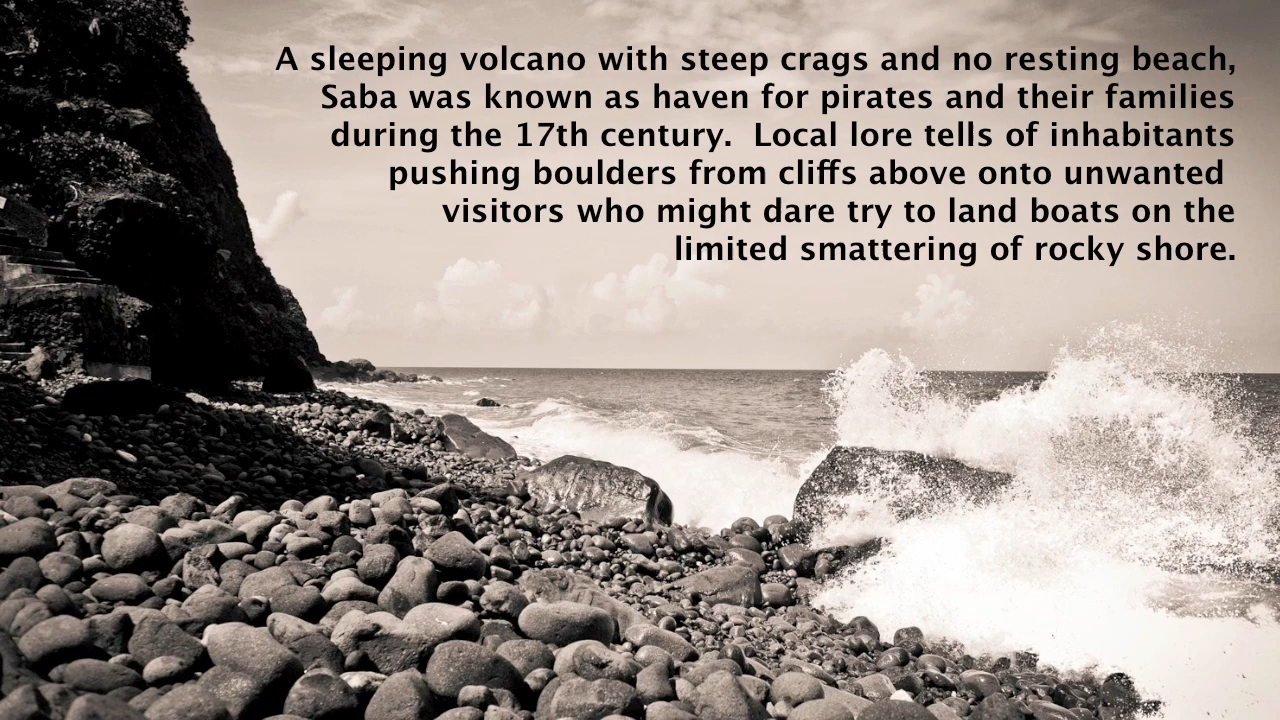 A sleeping volcano with steep crags and no resting beach,
Saba was known as haven for pirates and their families
during the 17th century.  Local lore tells of inhabitants
pushing boulders from cliffs above onto unwanted
visitors who might dare try to land boats on the
limited smattering of rocky shore.